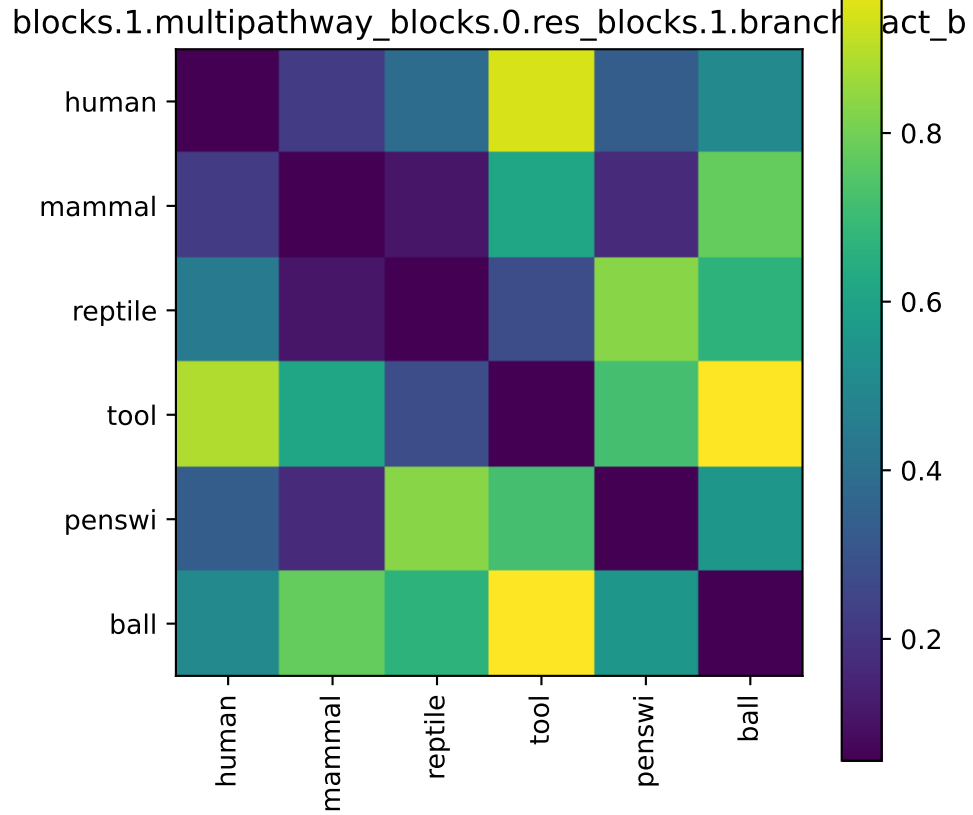 blocks.1.multipathway_blocks.0.res_blocks.1.branch
act_b
human
mammal
reptile
tool
penswi
ball
human
mammal
reptile
tool
penswi
ball
0.8
0.6
0.4
0.2